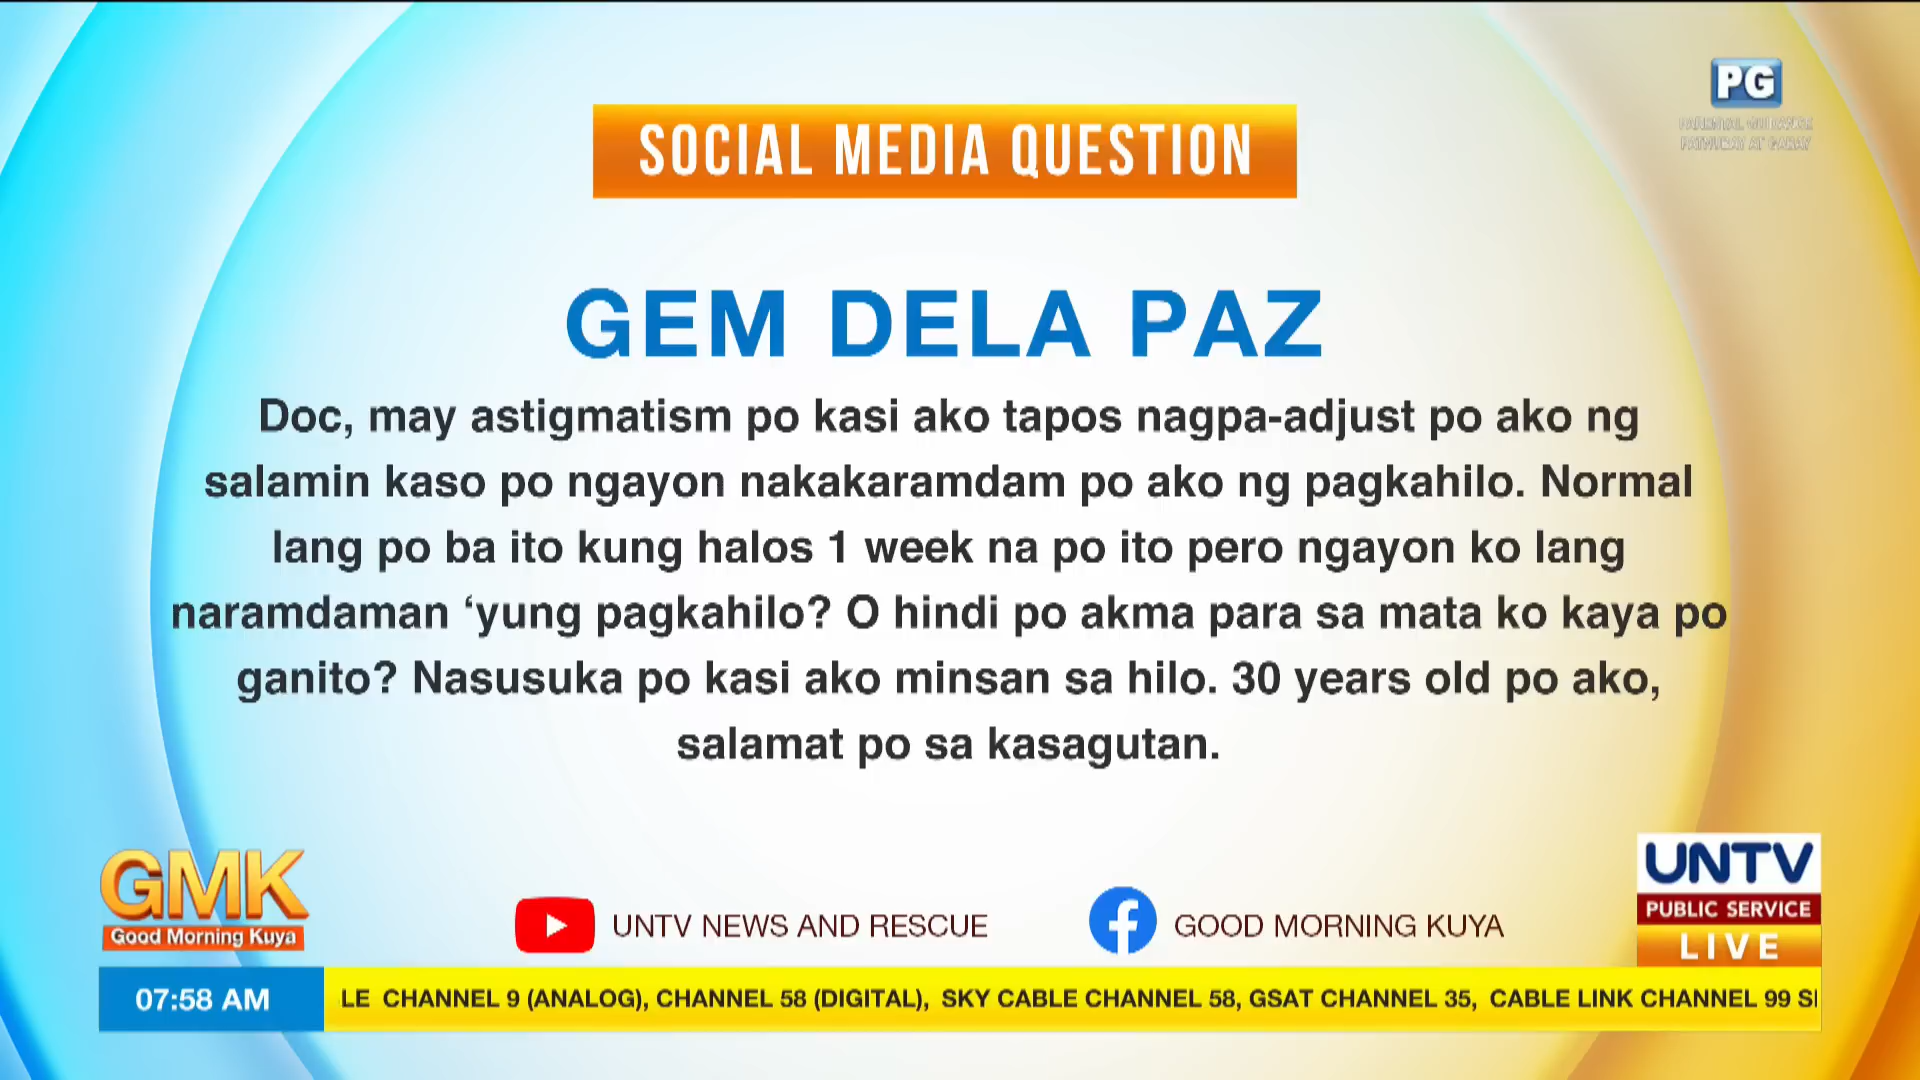 PG
PARENTAL GUIDANCE
PATNUBAY AT GABAY
SOCIAL MEDIA QUESTION
GEM DELA PAZ
Doc, may astigmatism po kasi ako tapos nagpa-adjust po ako ng
salamin kaso po ngayon nakakaramdam po ako ng pagkahilo. Normal
lang po ba ito kung halos 1 week na po ito pero ngayon ko lang
naramdaman ‘yung pagkahilo? O hindi po akma para sa mata ko kaya po
ganito? Nasusuka po kasi ako minsan sa hilo. 30 years old po ako,
salamat po sa kasagutan.
GMK
Good Morning Kuya
UNTV NEWS AND RESCUE
GOOD MORNING KUYA
UNTV
PUBLIC SERVICE
LIVE
07:58 AM
LE CHANNEL 9 (ANALOG), CHANNEL 58 (DIGITAL), SKY CABLE CHANNEL 58, GSAT CHANNEL 35, CABLE LINK CHANNEL 99